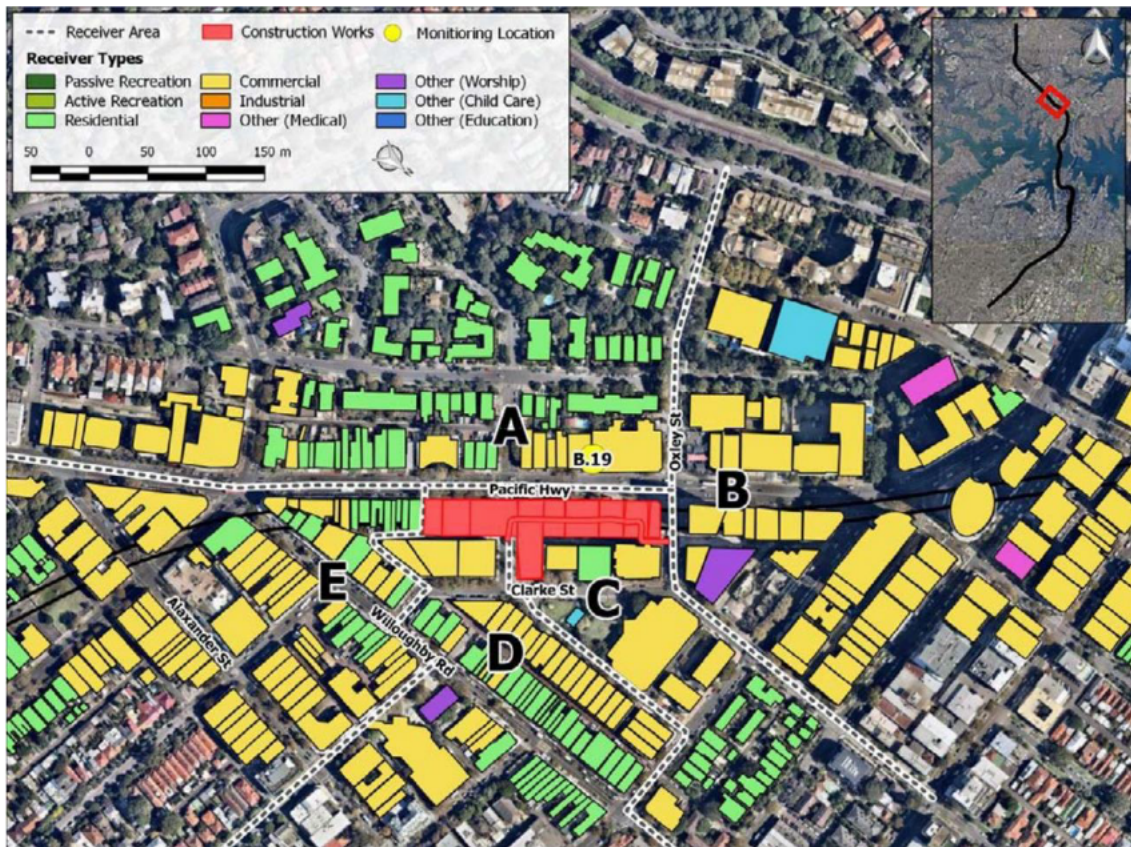 Receiver Area
Construction Works
Monitoring Location
Receiver Types
Passive Recreation
Commercial
Other (Worship)
Active Recreation
Industrial
Other (Child Care)
Residential
Other (Medical)
Other (Education)
50 0 50 100 150 m
A
B.19
Oxley St
Pacific Hwy
B
Clarke St
C
E
Willoughby Rd
D
Alaxander St